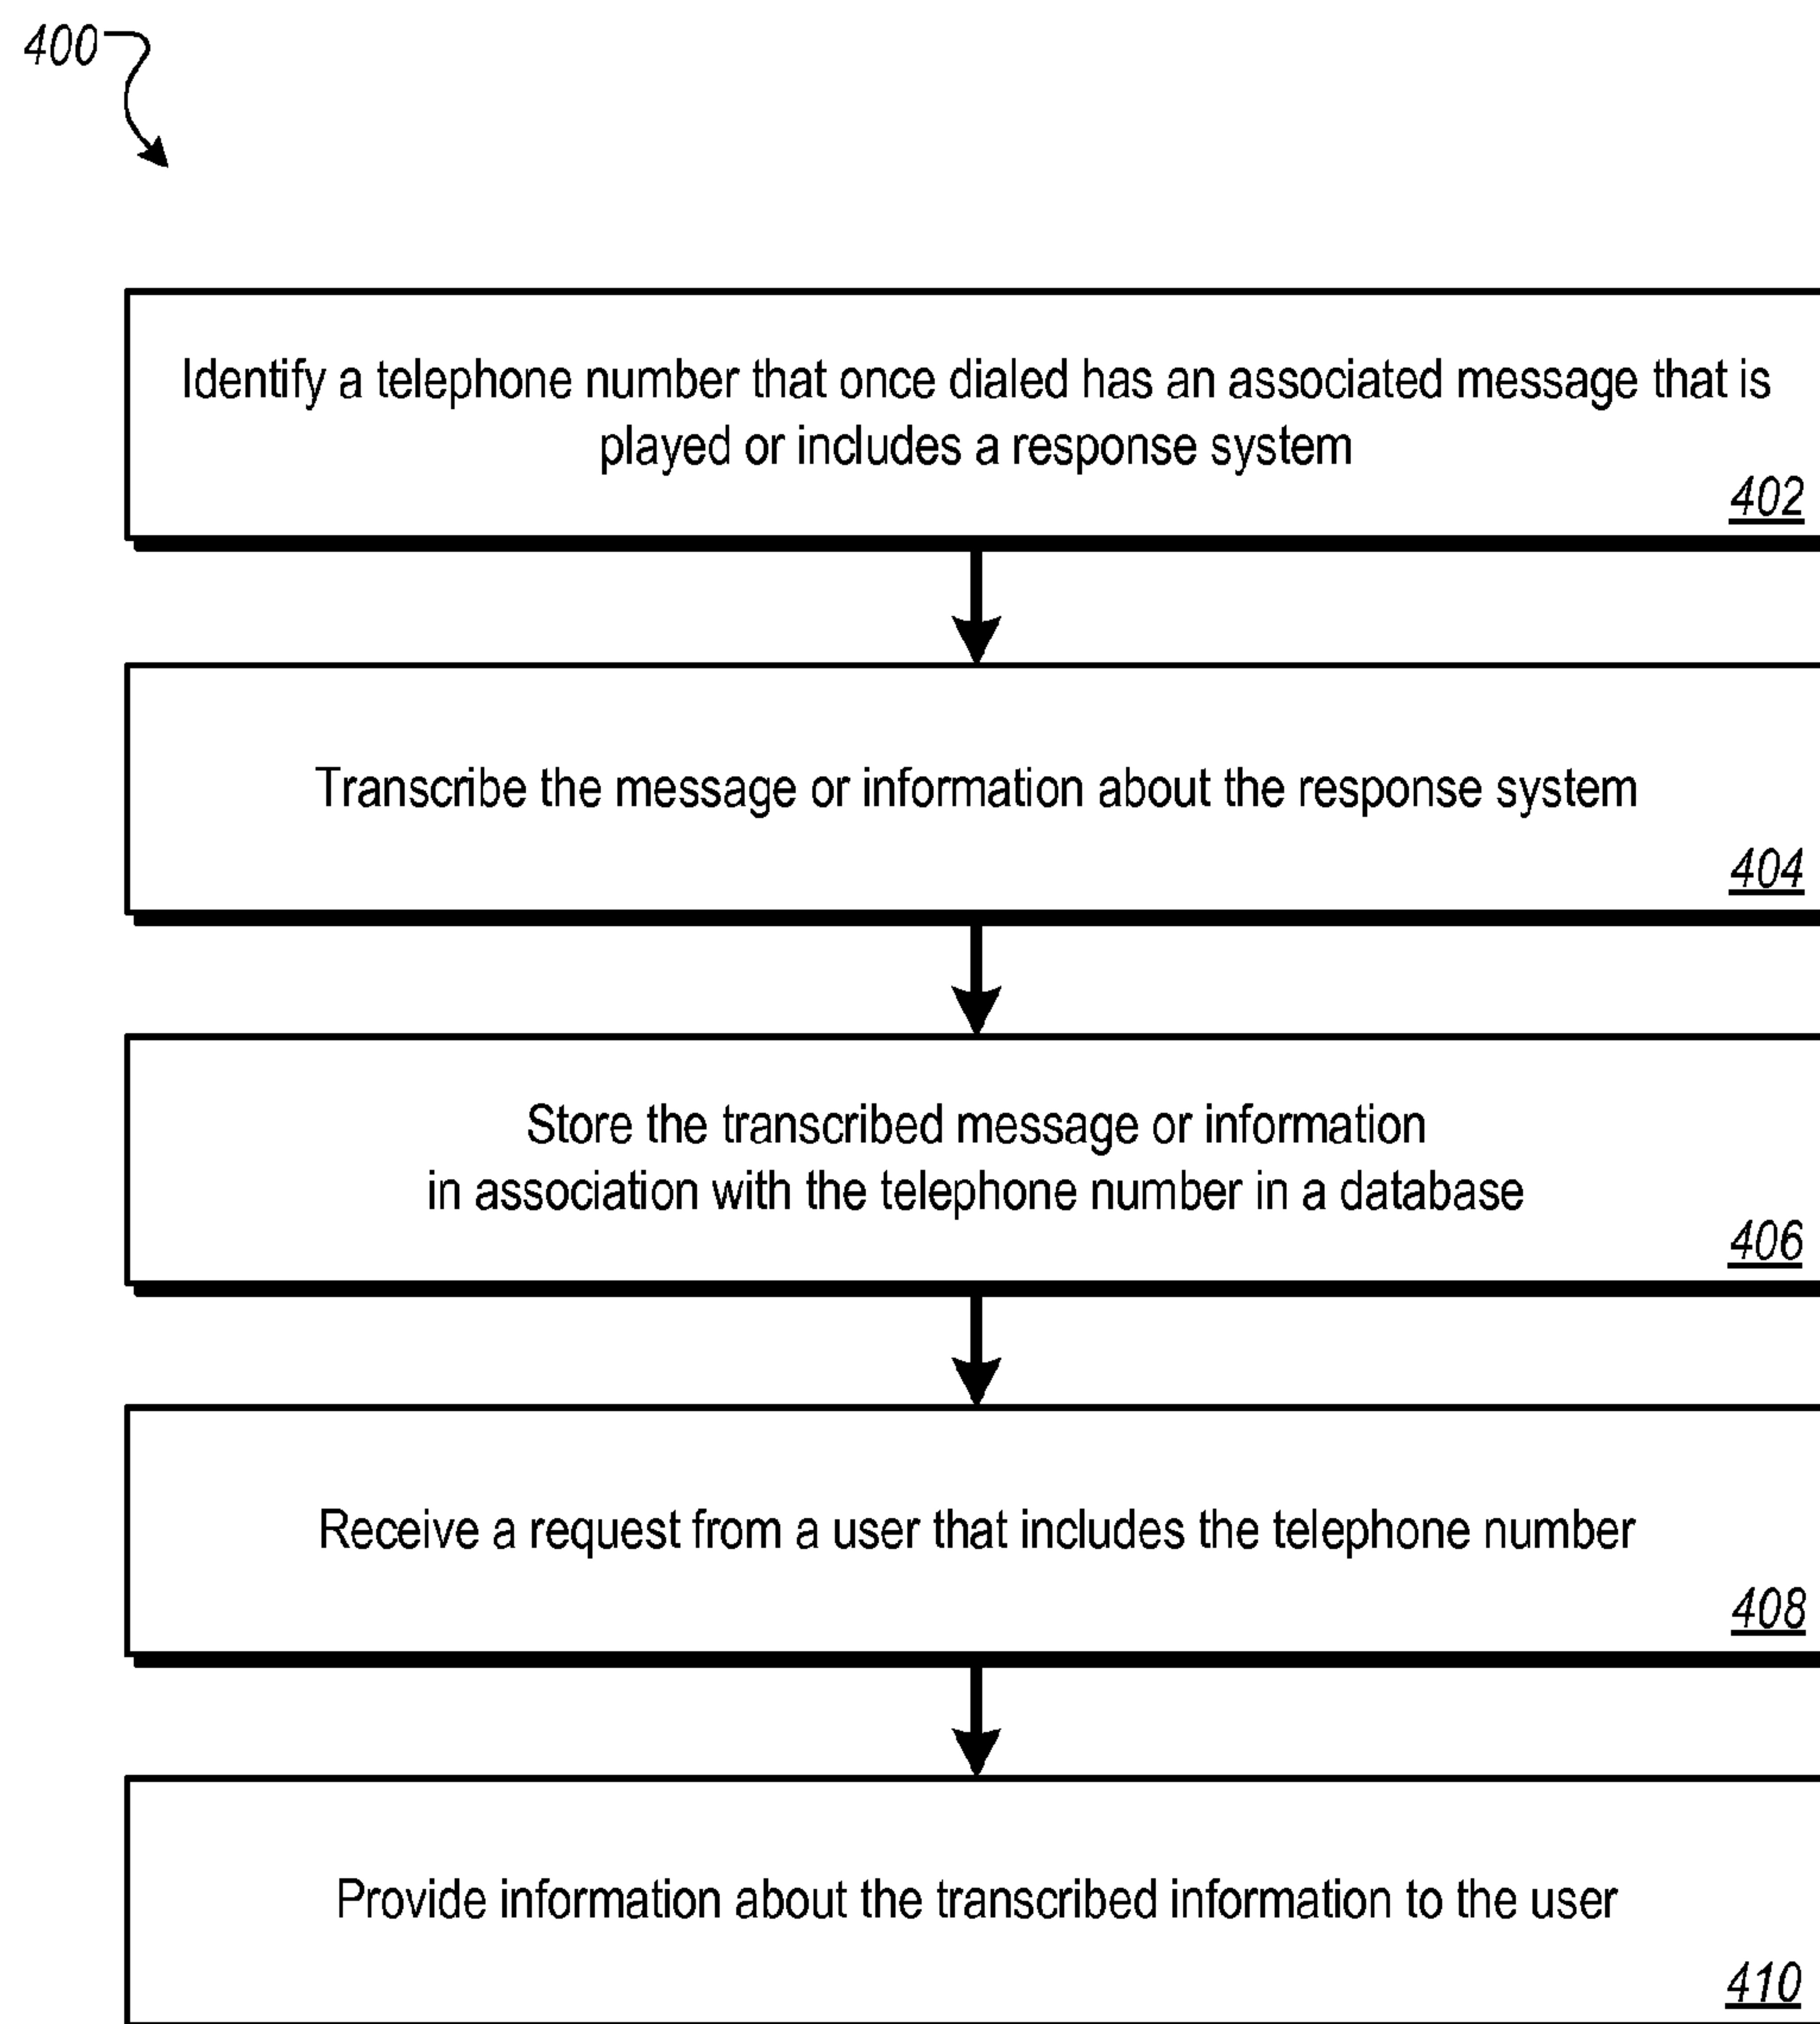 400
Identify a telephone number that once dialed has an associated message that is
played or includes a response system
402
Transcribe the message or information about the response system
404
Store the transcribed message or information
in association with the telephone number in a database
406
Receive a request from a user that includes the telephone number
408
Provide information about the transcribed information to the user
410